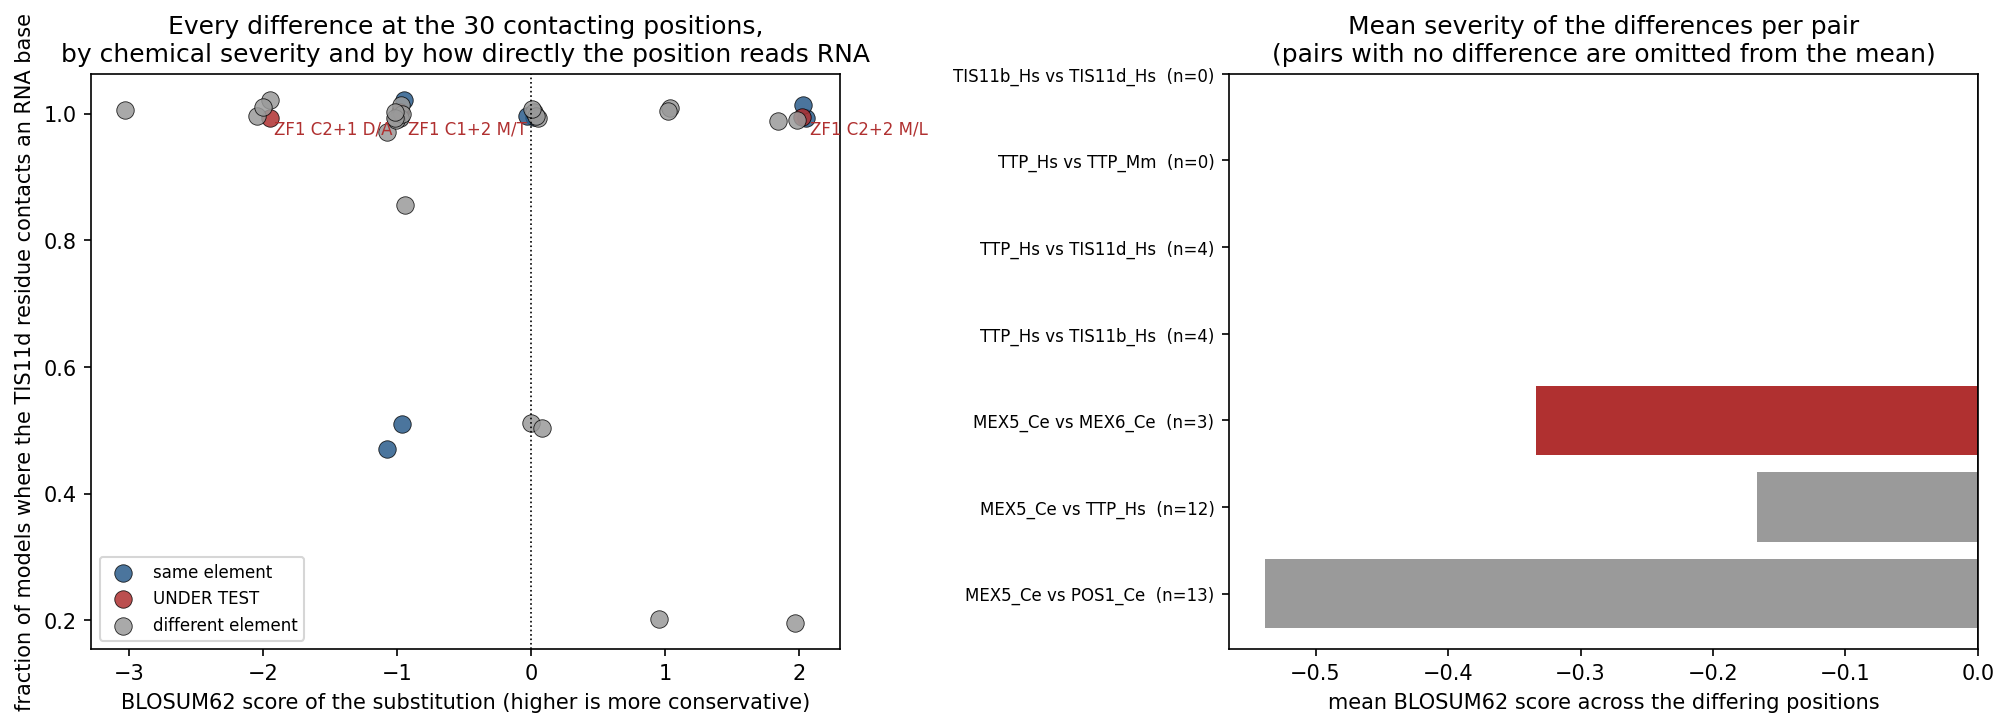 Every difference at the 30 contacting positions,
by chemical severity and by how directly the position reads RNA
fraction of models where the TIS11d residue contacts an RNA base
1.0
0.8
0.6
0.4
0.2
ZF1 C2+1 D/A
ZF1 C1+2 M/T
ZF1 C2+2 M/L
same element
UNDER TEST
different element
−3
−2
−1
0
1
2
BLOSUM62 score of the substitution (higher is more conservative)
Mean severity of the differences per pair
(pairs with no difference are omitted from the mean)
TIS11b_Hs vs TIS11d_Hs (n=0)
TTP_Hs vs TTP_Mm (n=0)
TTP_Hs vs TIS11d_Hs (n=4)
TTP_Hs vs TIS11b_Hs (n=4)
MEX5_Ce vs MEX6_Ce (n=3)
MEX5_Ce vs TTP_Hs (n=12)
MEX5_Ce vs POS1_Ce (n=13)
−0.5
−0.4
−0.3
−0.2
−0.1
0.0
mean BLOSUM62 score across the differing positions